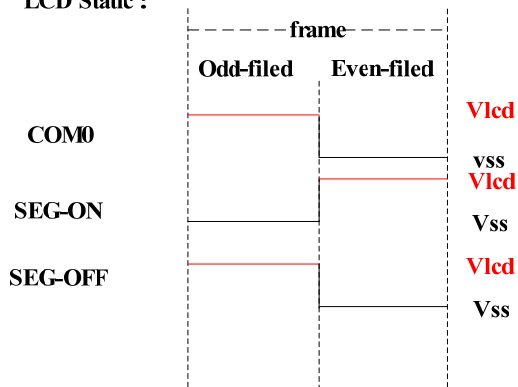 LCD Static :
frame
Odd-filed Even-filed
Vlcd
COM0
vss
Vlcd
SEG-ON
Vss
Vlcd
SEG-OFF
Vss